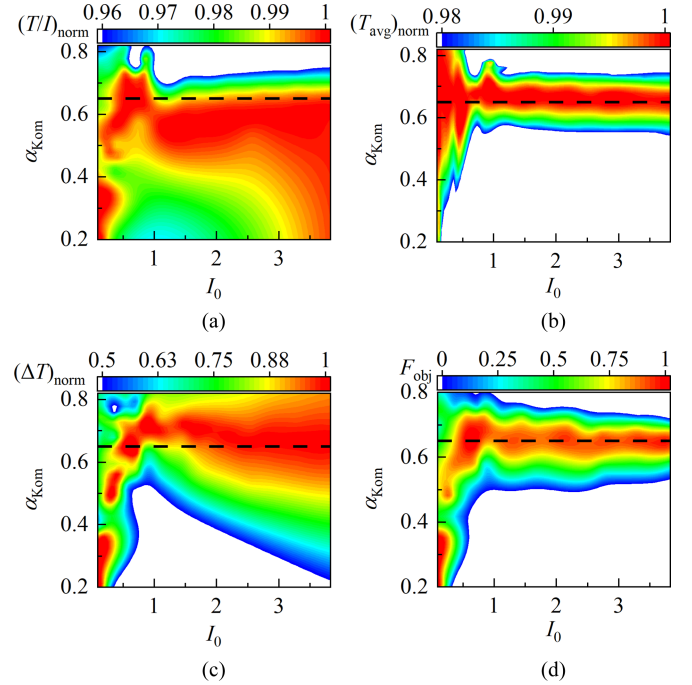 (T/I)norm 0.96 0.97 0.98 0.99 1
αKom
0.8
0.6
0.4
0.2
1 2 3
I0
(a)
(Tavg)norm 0.98 0.99 1
αKom
0.8
0.6
0.4
0.2
1 2 3
I0
(b)
(ΔT)norm 0.5 0.63 0.75 0.88 1
αKom
0.8
0.6
0.4
0.2
1 2 3
I0
(c)
Fobj 0 0.25 0.75 1
αKom
0.8
0.6
0.4
0.2
1 2 3
I0
(d)